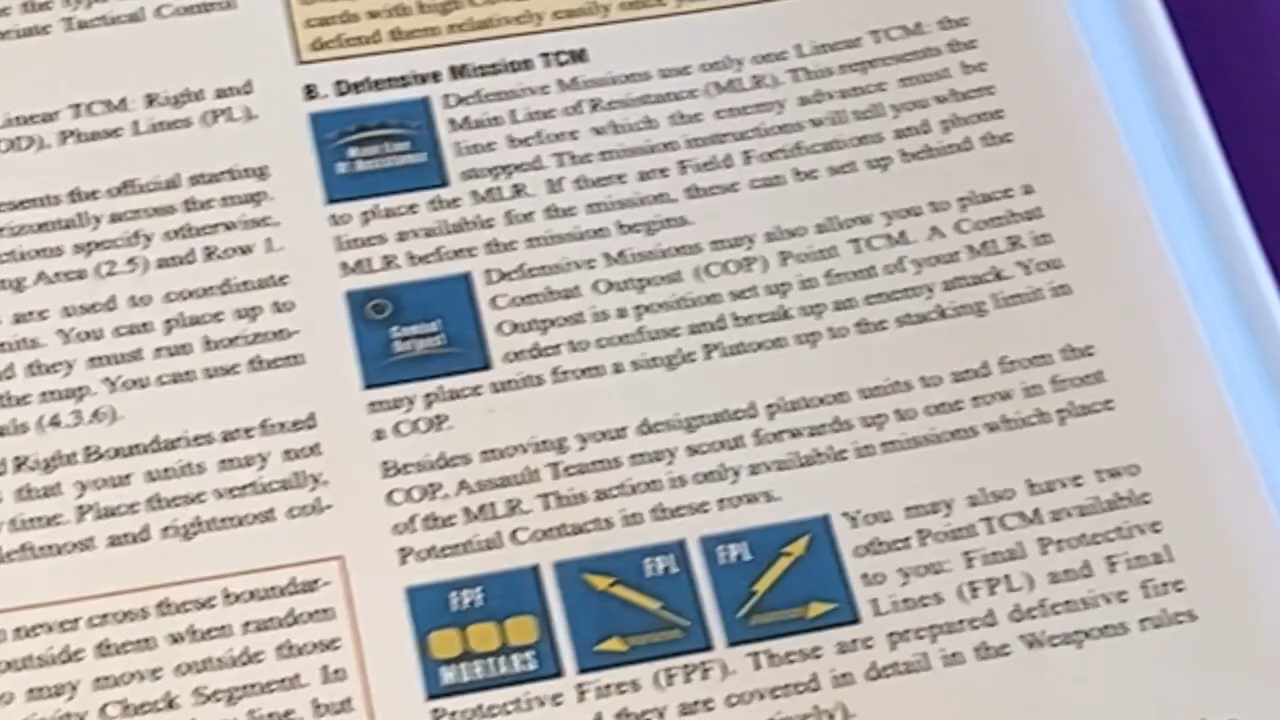 riate Tactical Control
Linear TCM: Right and
OD), Phase Lines (PL),
esents the official starting
rizontally across the map.
ctions specify otherwise,
ng Area (2.5) and Row 1.
are used to coordinate
nits. You can place up to
d they must run horizon-
the map. You can use them
als (4.3.6).
d Right Boundaries are fixed
that your units may not
time. Place these vertically,
leftmost and rightmost col-
never cross these boundar-
outside them when random
o may move outside those
Check Segment. In
line, but
cards with high
defend them relatively easily
8. Defensive Mission TCM
Defensive Missions use only one Linear TCM: the
Main Line of Resistance (MLR). This represents the
line before which the enemy advance must be
stopped. The mission instructions will tell you where
to place the MLR. If there are Field Fortifications and phone
lines available for the mission, these can be set up behind the
MLR before the mission begins.
Main Line
of Resistance
Defensive Missions may also allow you to place a
Combat Outpost (COP) Point TCM. A Combat
Outpost is a position set up in front of your MLR in
order to confuse and break up an enemy attack. You
may place units from a single Platoon up to the stacking limit in
a COP.
Combat
Outpost
Besides moving your designated platoon units to and from the
COP, Assault Teams may scout forwards up to one row in front
of the MLR. This action is only available in missions which place
Potential Contacts in these rows.
FPF
MORTARS
FPL
FPL
You may also have two
other Point TCM available
to you: Final Protective
Lines (FPL) and Final
Protective Fires (FPF). These are prepared defensive fire
they are covered in detail in the Weapons rules